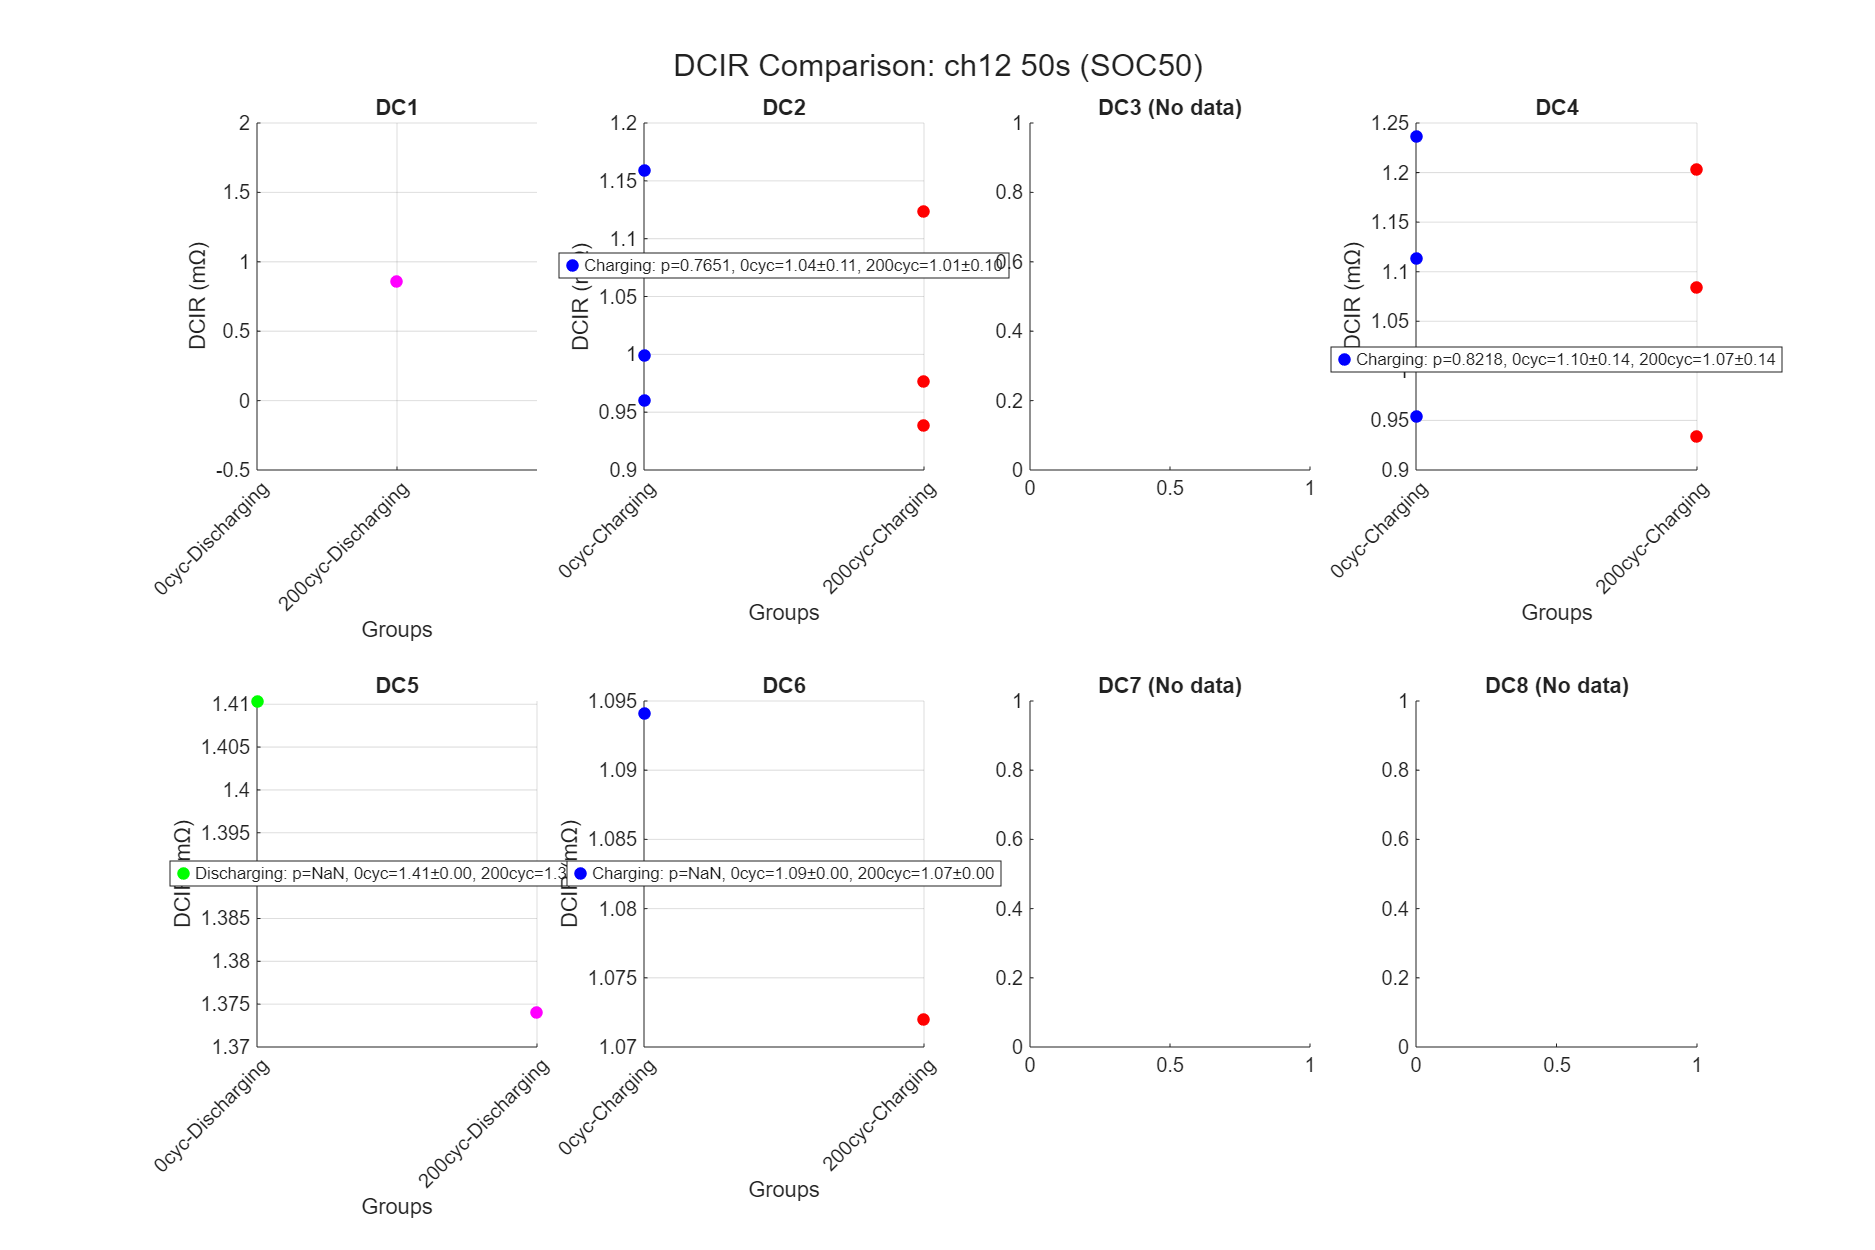 DCIR Comparison: ch12 50s (SOC50)
DC1
2
1.5
1
0.5
0
-0.5
DCIR (mΩ)
0cyc-Discharging
200cyc-Discharging
Groups
DC2
1.2
1.15
1.1
1.05
1
0.95
0.9
DCIR
Charging: p=0.7651, 0cyc=1.04±0.11, 200cyc=1.01±0.10
0cyc-Charging
200cyc-Charging
Groups
DC3 (No data)
1
0.8
0.6
0.4
0.2
0
0
0.5
1
DC4
1.25
1.2
1.15
1.1
1.05
0.95
0.9
DCIR (mΩ)
Charging: p=0.8218, 0cyc=1.10±0.14, 200cyc=1.07±0.14
0cyc-Charging
200cyc-Charging
Groups
DC5
1.41
1.405
1.4
1.395
1.385
1.38
1.375
1.37
mΩ)
Discharging: p=NaN, 0cyc=1.41±0.00, 200cyc=1.3
0cyc-Discharging
200cyc-Discharging
Groups
DC6
1.095
1.09
1.085
1.08
1.075
1.07
mΩ)
Charging: p=NaN, 0cyc=1.09±0.00, 200cyc=1.07±0.00
0cyc-Charging
200cyc-Charging
Groups
DC7 (No data)
1
0.8
0.6
0.4
0.2
0
0
0.5
1
DC8 (No data)
1
0.8
0.6
0.4
0.2
0
0
0.5
1